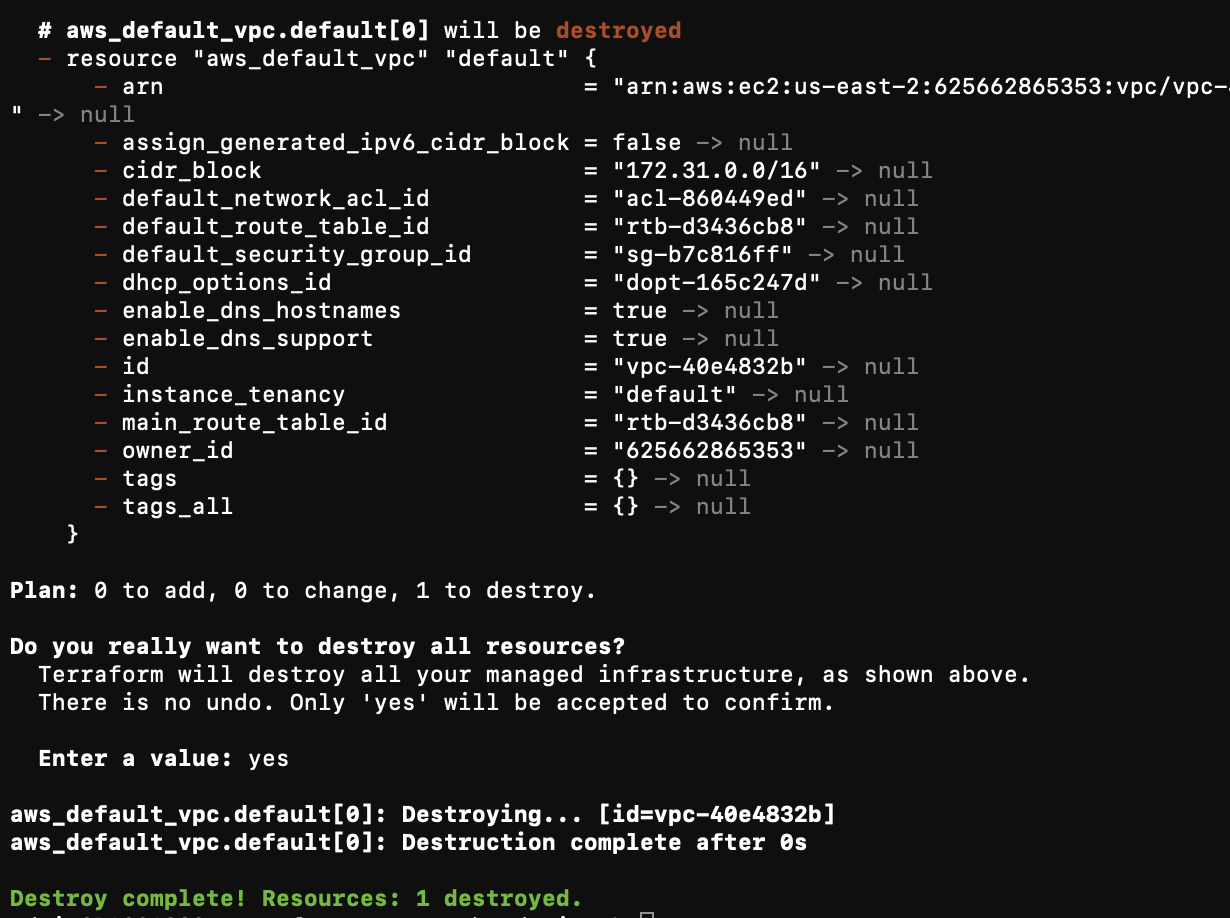 # aws_default_vpc.default[0] will be destroyed
- resource "aws_default_vpc" "default" {
- arn = "arn:aws:ec2:us-east-2:625662865353:vpc/vpc-
" -> null
- assign_generated_ipv6_cidr_block = false -> null
- cidr_block = "172.31.0.0/16" -> null
- default_network_acl_id = "acl-860449ed" -> null
- default_route_table_id = "rtb-d3436cb8" -> null
- default_security_group_id = "sg-b7c816ff" -> null
- dhcp_options_id = "dopt-165c247d" -> null
- enable_dns_hostnames = true -> null
- enable_dns_support = true -> null
- id = "vpc-40e4832b" -> null
- instance_tenancy = "default" -> null
- main_route_table_id = "rtb-d3436cb8" -> null
- owner_id = "625662865353" -> null
- tags = {} -> null
- tags_all = {} -> null
}
Plan: 0 to add, 0 to change, 1 to destroy.
Do you really want to destroy all resources?
Terraform will destroy all your managed infrastructure, as shown above.
There is no undo. Only 'yes' will be accepted to confirm.
Enter a value: yes
aws_default_vpc.default[0]: Destroying... [id=vpc-40e4832b]
aws_default_vpc.default[0]: Destruction complete after 0s
Destroy complete! Resources: 1 destroyed.